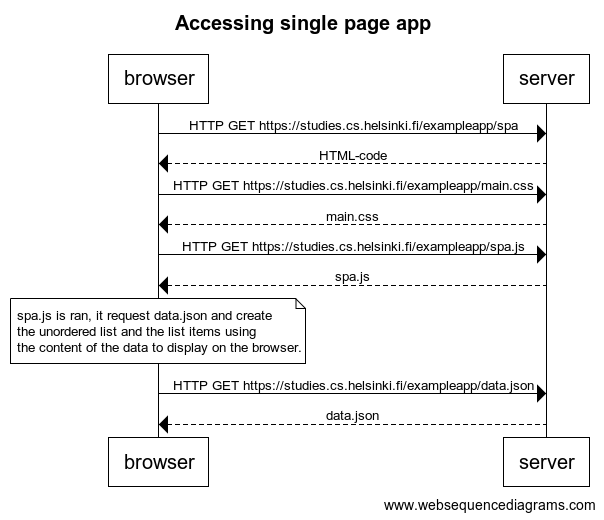 Accessing single page app
browser
server
HTTP GET https://studies.cs.helsinki.fi/exampleapp/spa
HTML-code
HTTP GET https://studies.cs.helsinki.fi/exampleapp/main.css
main.css
HTTP GET https://studies.cs.helsinki.fi/exampleapp/spa.js
spa.js
spa.js is ran, it request data.json and create
the unordered list and the list items using
the content of the data to display on the browser.
HTTP GET https://studies.cs.helsinki.fi/exampleapp/data.json
data.json
browser
server
www.websequencediagrams.com